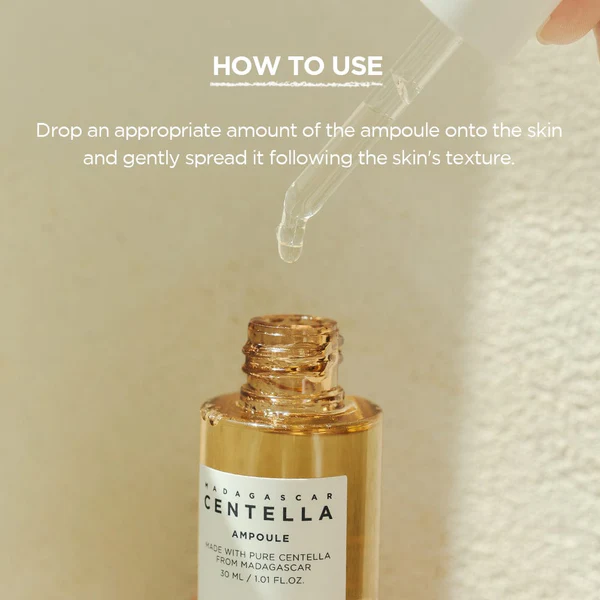 HOW TO USE
Drop an appropriate amount of the ampoule onto the skin
and gently spread it following the skin's texture.
MADAGASCAR
CENTELLA
AMPOULE
MADE WITH PURE CENTELLA
FROM MADAGASCAR
30 ML / 1.01 FL.OZ.